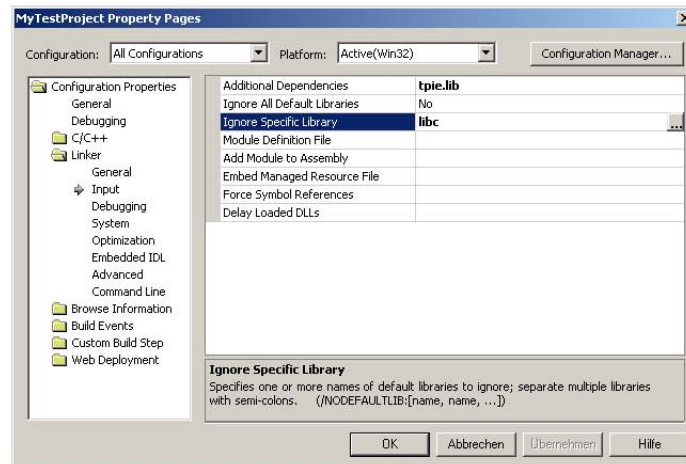 MyTestProject Property Pages
Configuration: All Configurations Platform: Active(Win32) Configuration Manager...
Configuration Properties
General
Debugging
C/C++
Linker
General
Input
Debugging
System
Optimization
Embedded IDL
Advanced
Command Line
Browse Information
Build Events
Custom Build Step
Web Deployment
Additional Dependencies tpie.lib
Ignore All Default Libraries No
Ignore Specific Library libc ...
Module Definition File
Add Module to Assembly
Embed Managed Resource File
Force Symbol References
Delay Loaded DLLs
Ignore Specific Library
Specifies one or more names of default libraries to ignore; separate multiple libraries
with semi-colons. (/NODEFAULTLIB:[name, name, ...])
OK Abbrechen Übernehmen Hilfe